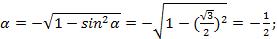 α = −√(1 − sin²α) = −√(1 − (√3/2)²) = −1/2;